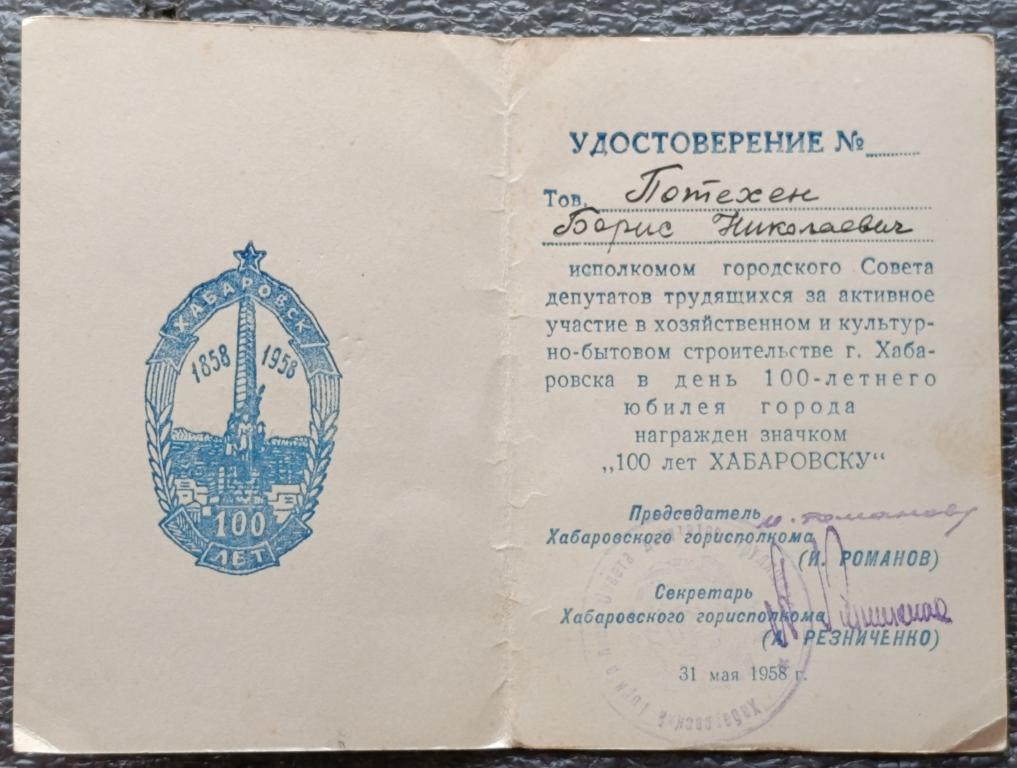 ХАБАРОВСК
1858 1958
100
ЛЕТ
УДОСТОВЕРЕНИЕ №
Тов. Потехен
Борис Николаевич
исполкомом городского Совета
депутатов трудящихся за активное
участие в хозяйственном и культур-
но-бытовом строительстве г. Хаба-
ровска в день 100-летнего
юбилея города
награжден значком
„100 лет ХАБАРОВСКУ"
Председатель
Хабаровского горисполкома
(И. РОМАНОВ)
Секретарь
Хабаровского горисполкома
(Х. РЕЗНИЧЕНКО)
31 мая 1958 г.